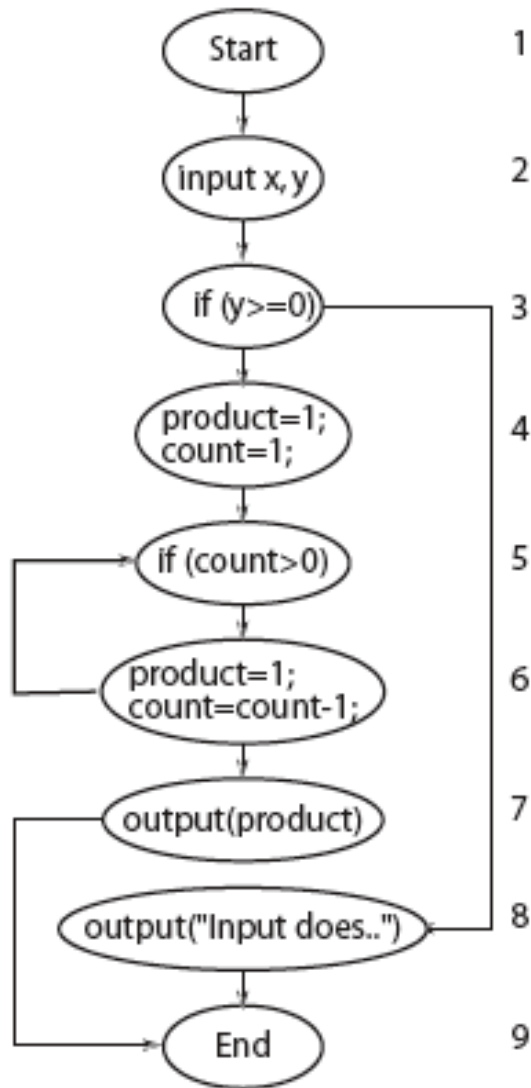 Start 1
input x, y 2
if (y>=0) 3
product=1;
count=1; 4
if (count>0) 5
product=1;
count=count-1; 6
output(product) 7
output("Input does..") 8
End 9